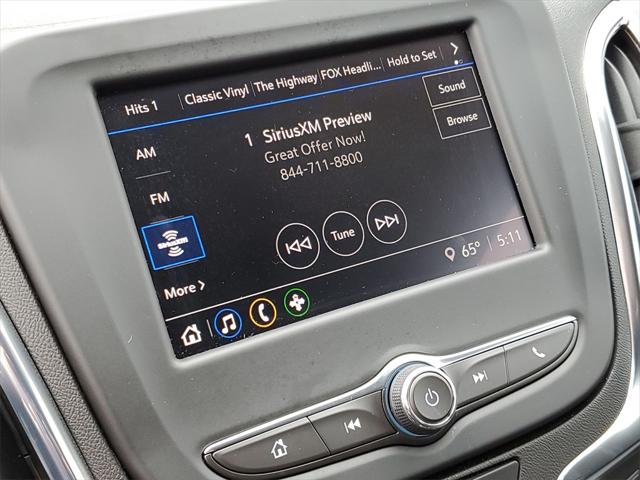 Hits 1 Classic Vinyl The Highway FOX Headli... Hold to Set
Sound
Browse
AM
FM
SiriusXM
More
1 SiriusXM Preview
Great Offer Now!
844-711-8800
Tune
65° 5:11